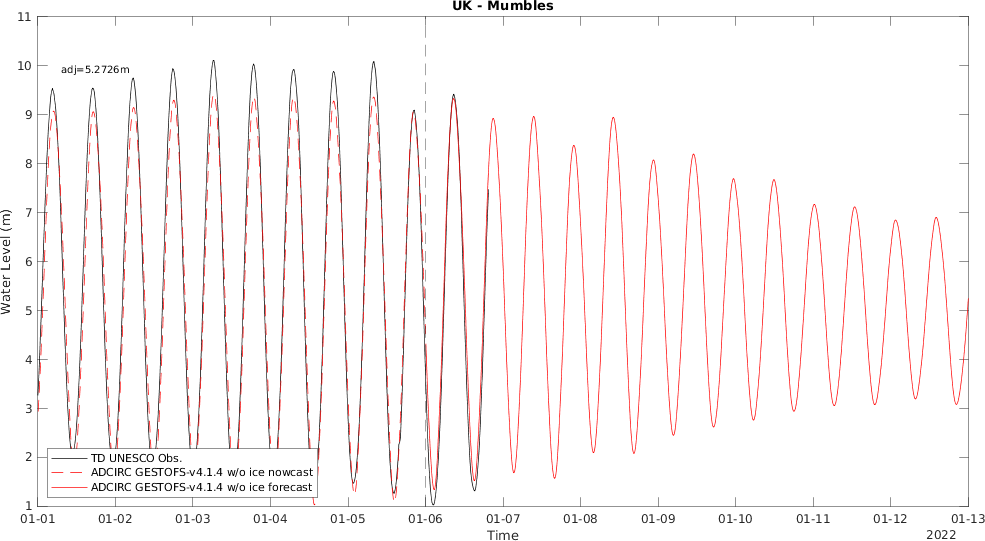 UK - Mumbles
adj=5.2726m
Water Level (m)
11
10
9
8
7
6
5
4
3
2
1
TD UNESCO Obs.
ADCIRC GESTOFS-v4.1.4 w/o ice nowcast
ADCIRC GESTOFS-v4.1.4 w/o ice forecast
01-01 01-02 01-03 01-04 01-05 01-06 01-07 01-08 01-09 01-10 01-11 01-12 01-13
Time
2022